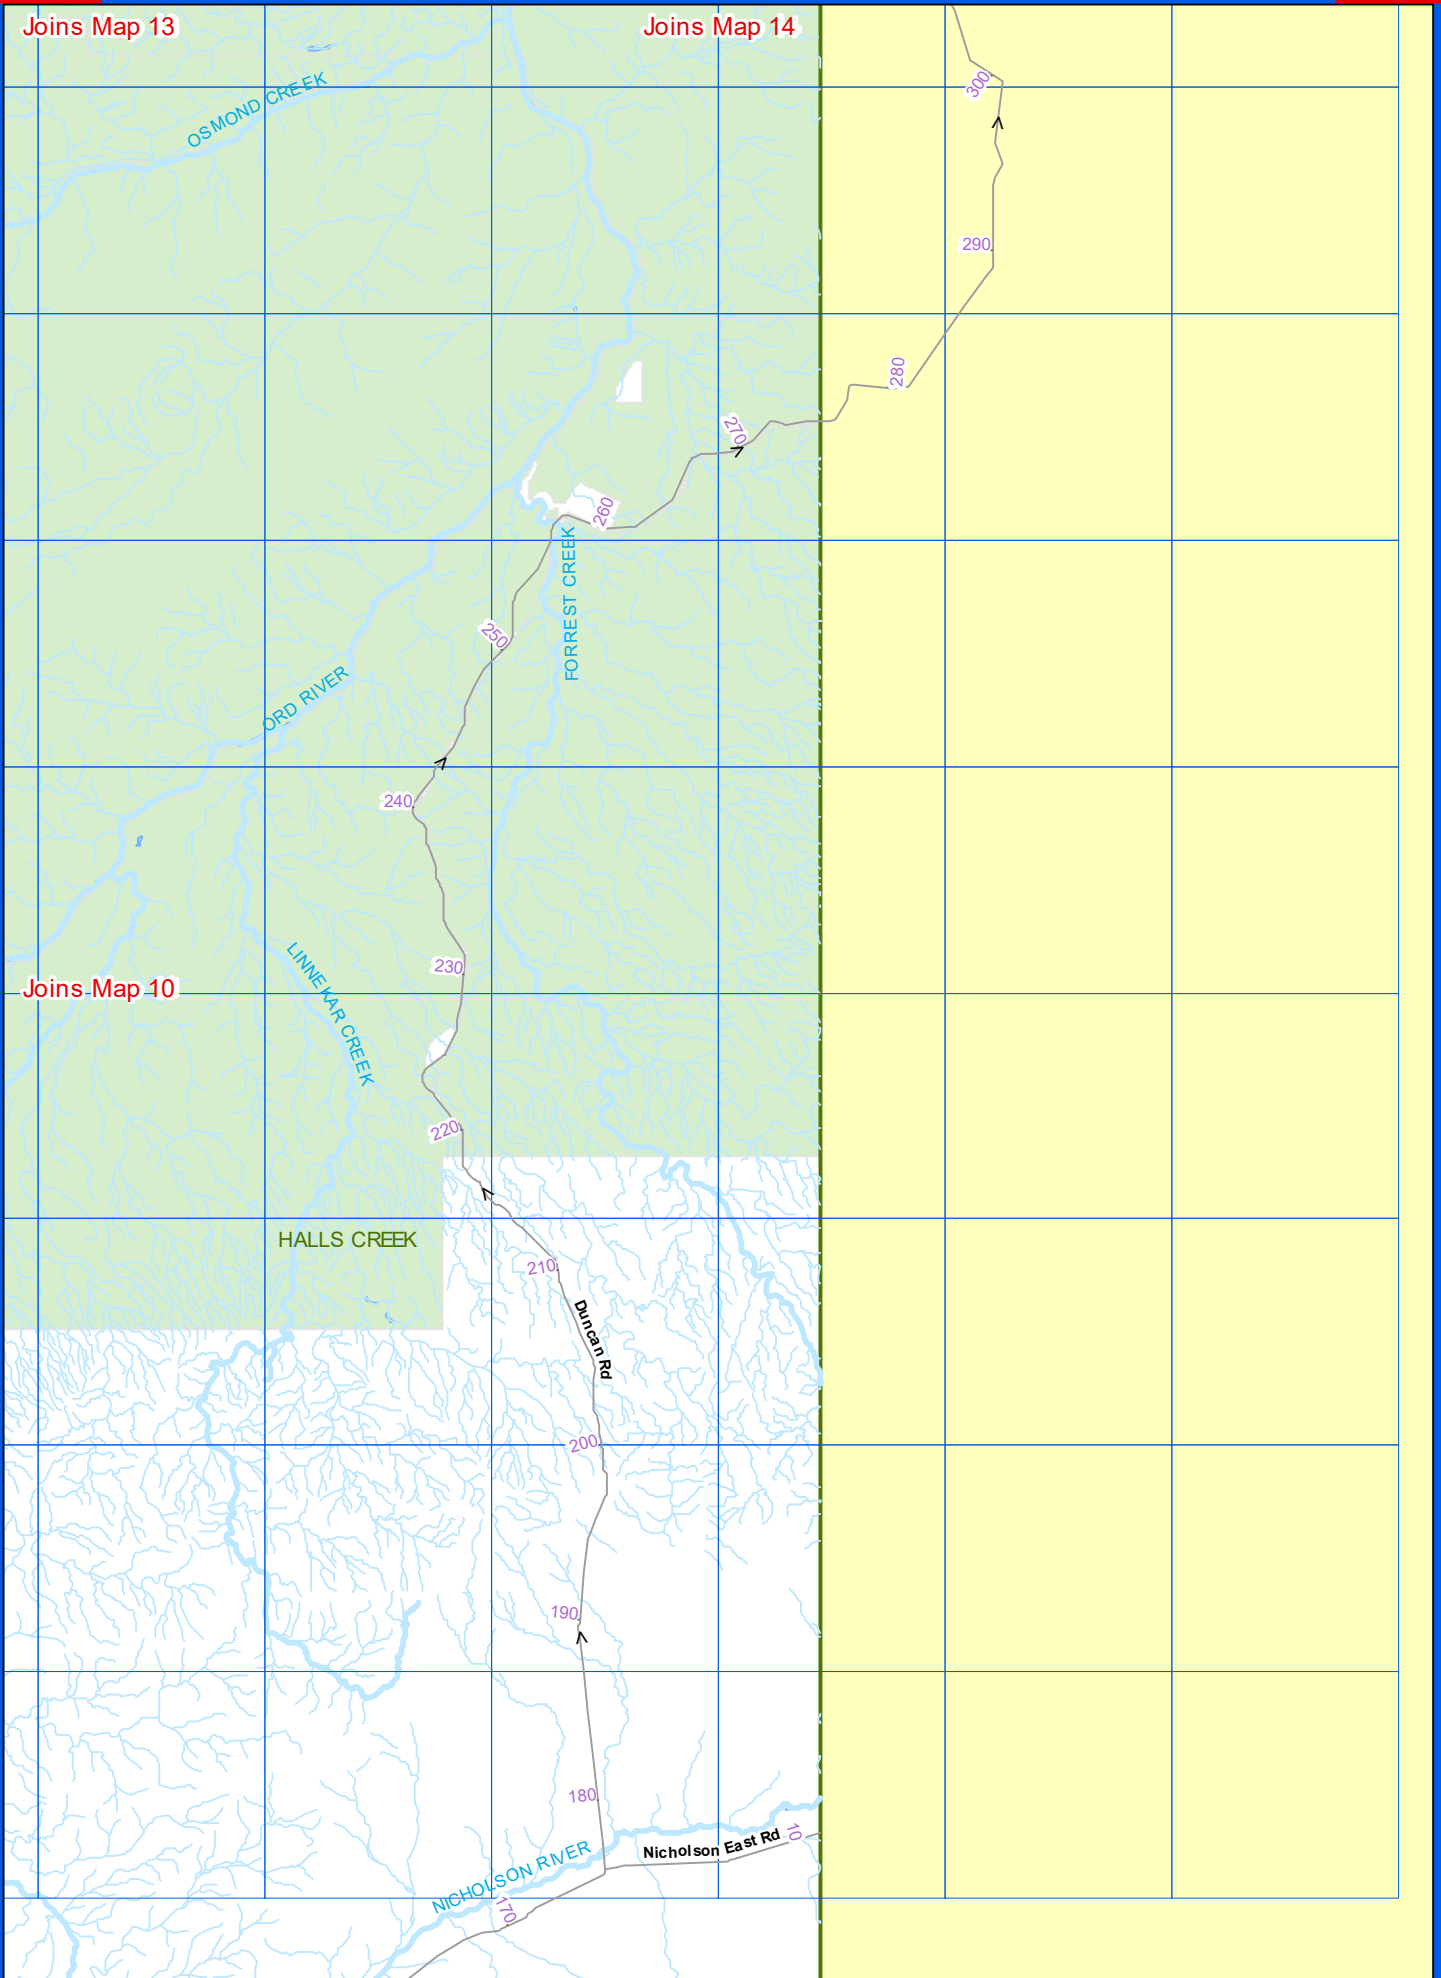 Joins Map 13
Joins Map 14
OSMOND CREEK
300
290
280
270
260
FORREST CREEK
250
ORD RIVER
240
230
Joins Map 10
LINNEKAR CREEK
220
HALLS CREEK
210
Duncan Rd
200
190
180
Nicholson East Rd
10
NICHOLSON RIVER
170